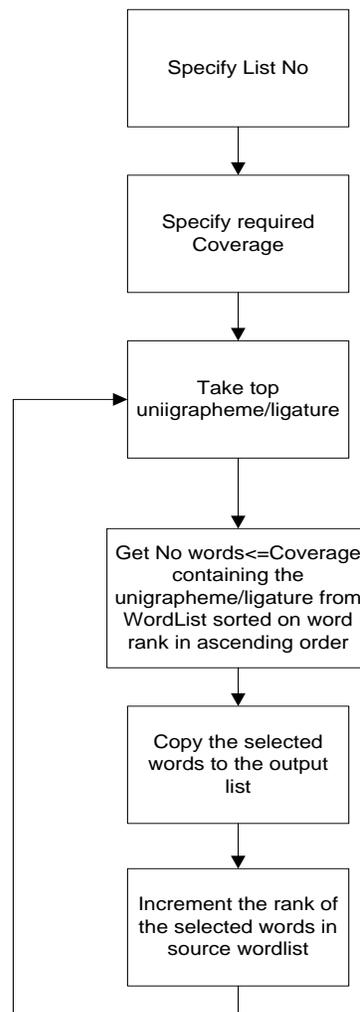 Specify List No
Specify required
Coverage
Take top
uniigrapheme/ligature
Get No words<=Coverage
containing the
unigrapheme/ligature from
WordList sorted on word
rank in ascending order
Copy the selected
words to the output
list
Increment the rank of
the selected words in
source wordlist